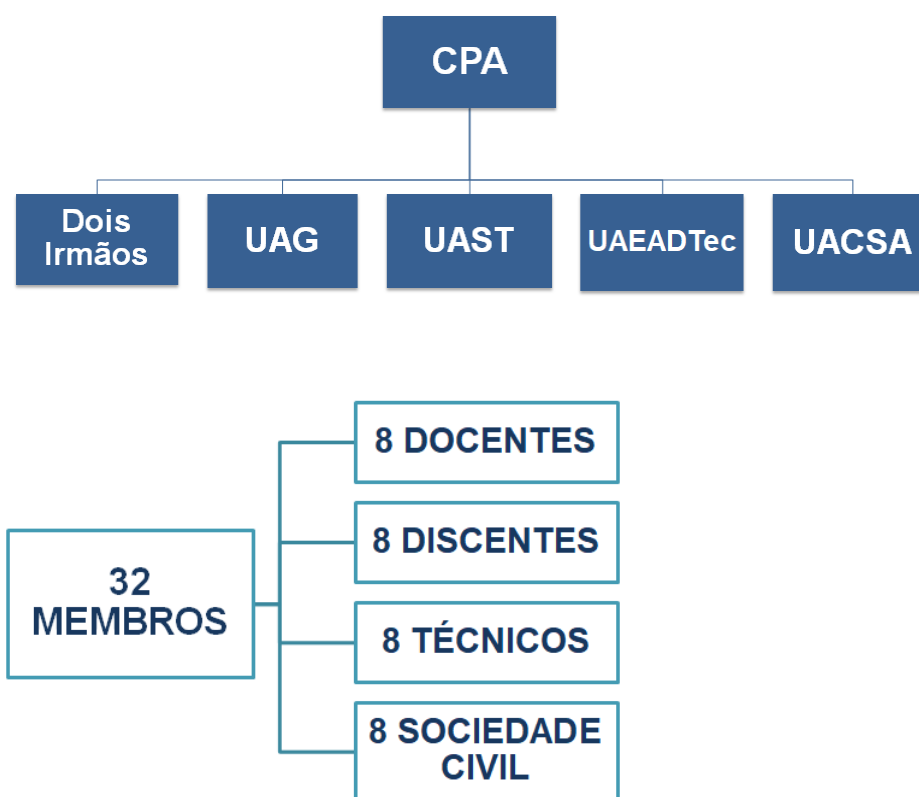 CPA
Dois
Irmãos
UAG
UAST
UAEADTec
UACSA
32
MEMBROS
8 DOCENTES
8 DISCENTES
8 TÉCNICOS
8 SOCIEDADE
CIVIL